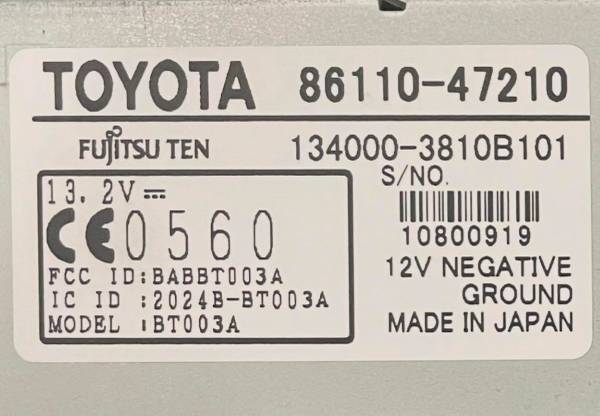 TOYOTA 86110-47210
FUJITSU TEN 134000-3810B101
S/NO.
13.2V
CE0560
10800919
FCC ID:BABBT003A
IC ID :2024B-BT003A
MODEL :BT003A
12V NEGATIVE
GROUND
MADE IN JAPAN